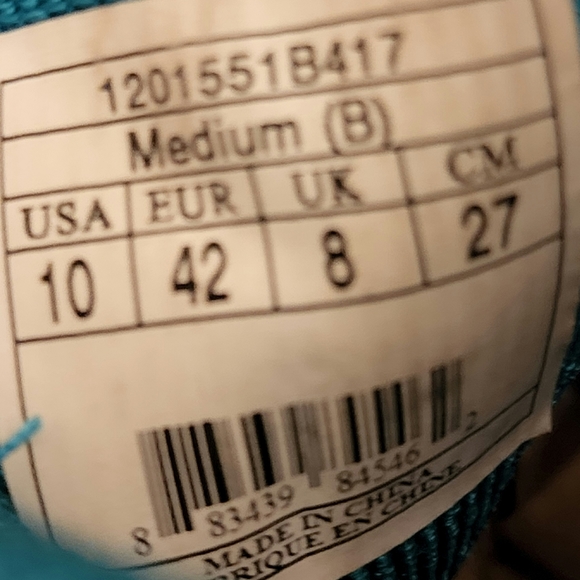 1201551B417
Medium (B)
USA EUR UK CM
10 42 8 27
8 83439 84546 2
MADE IN CHINA
BRIQUE EN CHINE